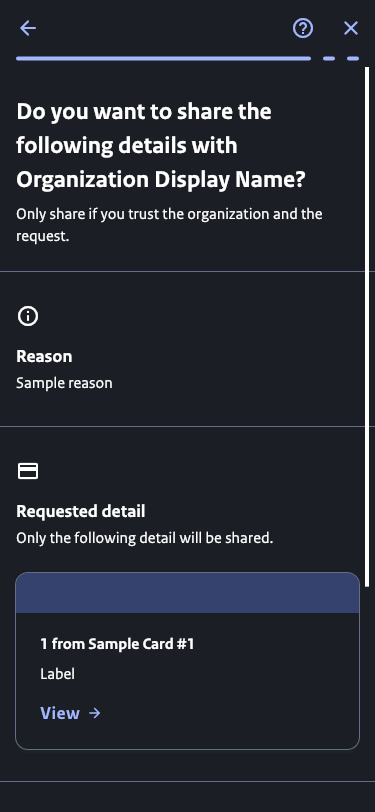 Do you want to share the
following details with
Organization Display Name?
Only share if you trust the organization and the
request.
Reason
Sample reason
Requested detail
Only the following detail will be shared.
1 from Sample Card #1
Label
View